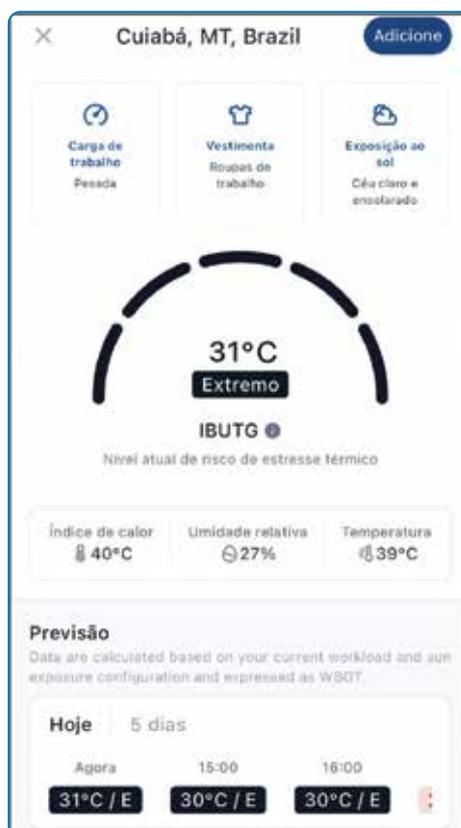 Cuiabá, MT, Brazil
Adicione
Carga de trabalho
Pesada
Vestimenta
Roupas de trabalho
Exposição ao sol
Céu claro e ensolarado
31°C
Extremo
IBUTG
Nível atual de risco de estresse térmico
Índice de calor
40°C
Umidade relativa
27%
Temperatura
39°C
Previsão
Data are calculated based on your current workload and sun
exposure configuration and expressed as WBGT
Hoje
5 dias
Agora
15:00
16:00
31°C / E
30°C / E
30°C / E